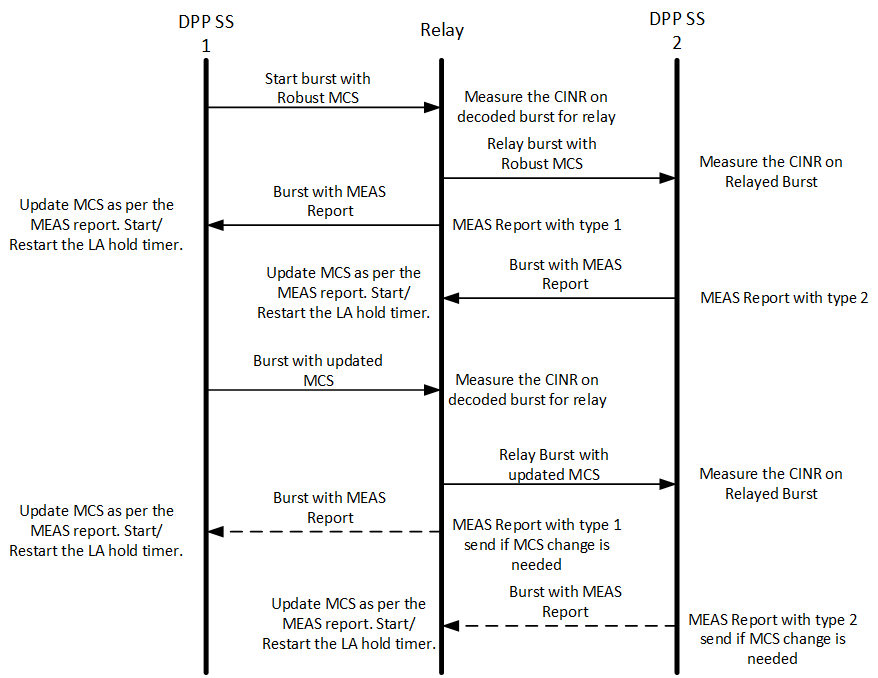 DPP SS
1
Relay
DPP SS
2
Start burst with
Robust MCS
Measure the CINR on
decoded burst for relay
Relay burst with
Robust MCS
Measure the CINR on
Relayed Burst
Burst with MEAS
Report
Update MCS as per the
MEAS report. Start/
Restart the LA hold timer.
MEAS Report with type 1
Burst with MEAS
Report
Update MCS as per the
MEAS report. Start/
Restart the LA hold timer.
MEAS Report with type 2
Burst with updated
MCS
Measure the CINR on
decoded burst for relay
Relay Burst with
updated MCS
Measure the CINR on
Relayed Burst
Burst with MEAS
Report
Update MCS as per the
MEAS report. Start/
Restart the LA hold timer.
MEAS Report with type 1
send if MCS change is
needed
Burst with MEAS
Report
Update MCS as per the
MEAS report. Start/
Restart the LA hold timer.
MEAS Report with type 2
send if MCS change is
needed